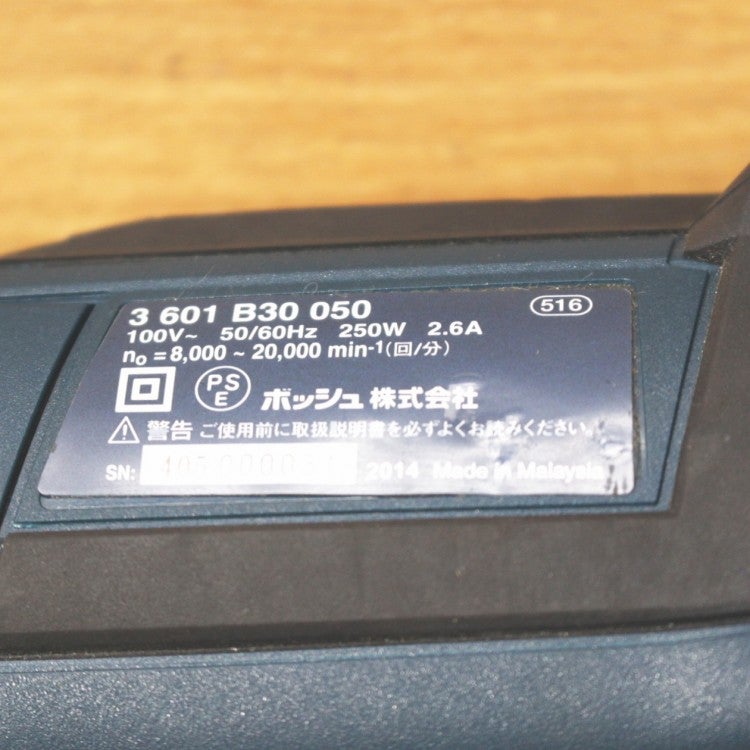 3 601 B30 050 516
100V~ 50/60Hz 250W 2.6A
n₀ = 8,000 ~ 20,000 min⁻¹(回/分)
PSE ボッシュ株式会社
警告 ご使用前に取扱説明書を必ずよくお読みください。
SN: 2014 Made in Malaysia